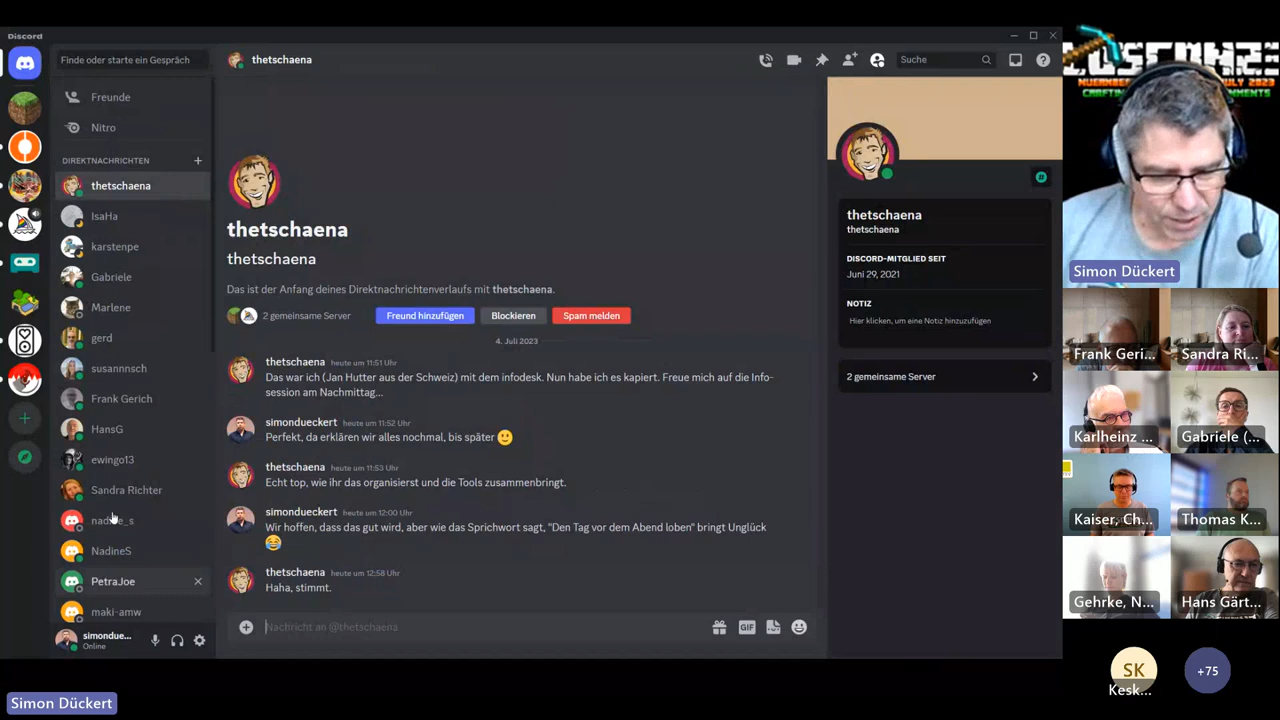 Discord
Finde oder starte ein Gespräch
Freunde
Nitro
DIREKTNACHRICHTEN
thetschaena
IsaHa
karstenpe
Gabriele
Marlene
gerd
susannnsch
Frank Gerich
HansG
ewingo13
Sandra Richter
NadineS
PetraJoe
maki-amw
simondue...
Online
thetschaena
Suche
thetschaena
thetschaena
Das ist der Anfang deines Direktnachrichtenverlaufs mit thetschaena.
2 gemeinsame Server
Freund hinzufügen
Blockieren
Spam melden
4. Juli 2023
thetschaena heute um 11:51 Uhr
Das war ich (Jan Hutter aus der Schweiz) mit dem infodesk. Nun habe ich es kapiert. Freue mich auf die Info-
session am Nachmittag...
simondueckert heute um 11:52 Uhr
Perfekt, da erklären wir alles nochmal, bis später
thetschaena heute um 11:53 Uhr
Echt top, wie ihr das organisierst und die Tools zusammenbringt.
simondueckert heute um 12:00 Uhr
Wir hoffen, dass das gut wird, aber wie das Sprichwort sagt, "Den Tag vor dem Abend loben" bringt Unglück
thetschaena heute um 12:58 Uhr
Haha, stimmt.
Nachricht an @thetschaena
GIF
thetschaena
thetschaena
DISCORD-MITGLIED SEIT
Juni 29, 2021
NOTIZ
Hier klicken, um eine Notiz hinzuzufügen
2 gemeinsame Server
Simon Dückert
Frank Geri...
Sandra Ri...
Karlheinz ...
Gabriele (...
Kaiser, Ch...
Thomas K...
Gehrke, N...
Hans Gärt...
SK
Kesk...
+75
Simon Dückert